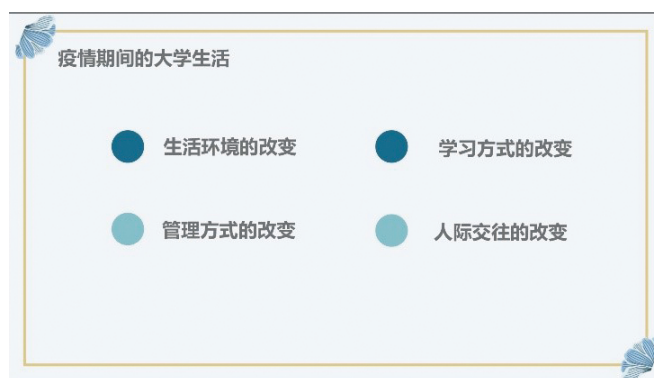 疫情期间的大学生活
生活环境的改变
学习方式的改变
管理方式的改变
人际交往的改变